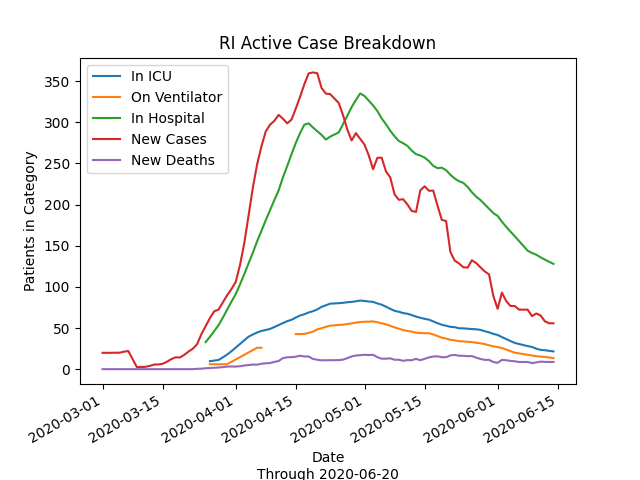 RI Active Case Breakdown
In ICU
On Ventilator
In Hospital
New Cases
New Deaths
Patients in Category
350
300
250
200
150
100
50
0
2020-03-01
2020-03-15
2020-04-01
2020-04-15
2020-05-01
2020-05-15
2020-06-01
2020-06-15
Date
Through 2020-06-20